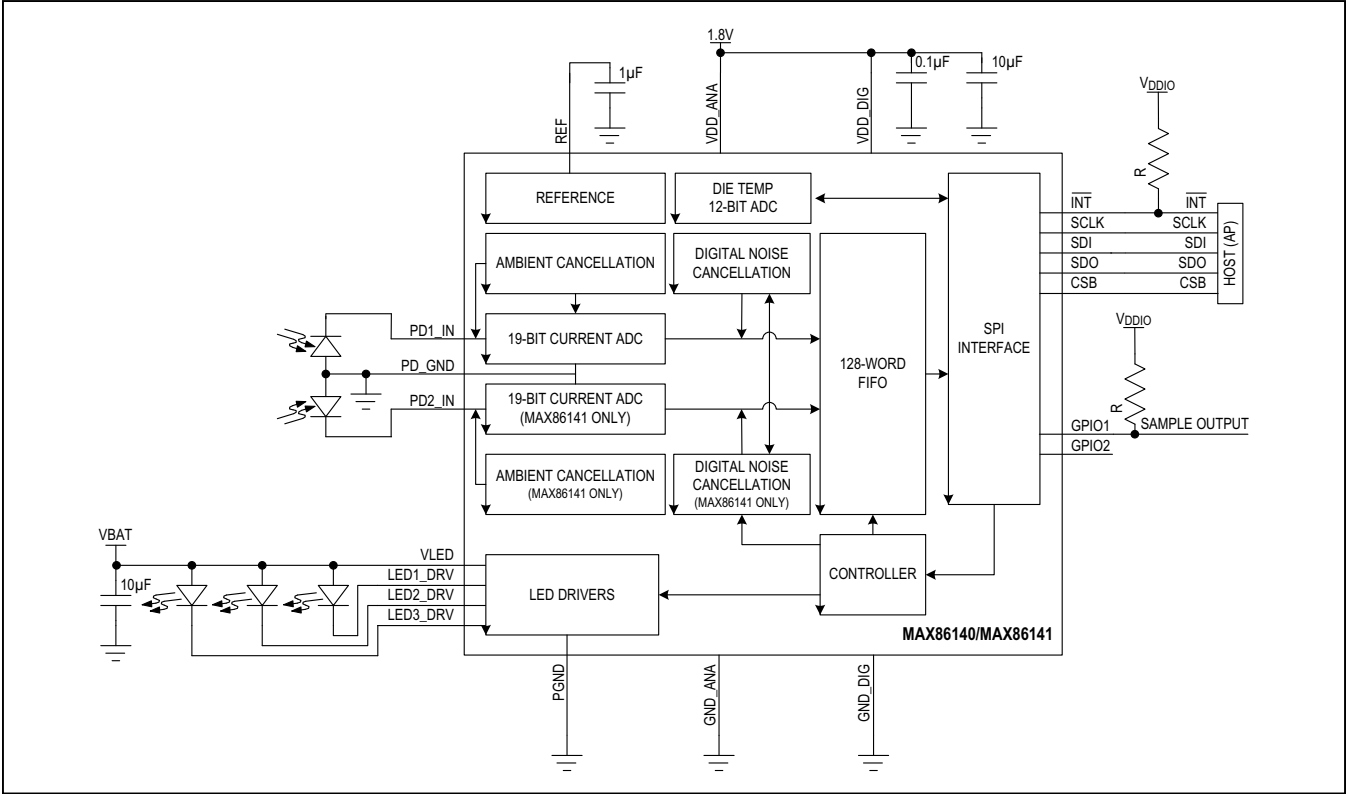 1.8V
1µF
0.1µF
10µF
VDDIO
REF
VDD_ANA
VDD_DIG
R
REFERENCE
DIE TEMP
12-BIT ADC
INT
INT
SCLK
SCLK
SDI
SDI
SDO
SDO
CSB
CSB
HOST (AP)
AMBIENT CANCELLATION
DIGITAL NOISE
CANCELLATION
PD1_IN
19-BIT CURRENT ADC
SPI
INTERFACE
VDDIO
PD_GND
128-WORD
FIFO
PD2_IN
19-BIT CURRENT ADC
(MAX86141 ONLY)
R
GPIO1
SAMPLE OUTPUT
GPIO2
AMBIENT CANCELLATION
(MAX86141 ONLY)
DIGITAL NOISE
CANCELLATION
(MAX86141 ONLY)
VBAT
VLED
10µF
LED1_DRV
LED2_DRV
LED3_DRV
LED DRIVERS
CONTROLLER
MAX86140/MAX86141
PGND
GND_ANA
GND_DIG